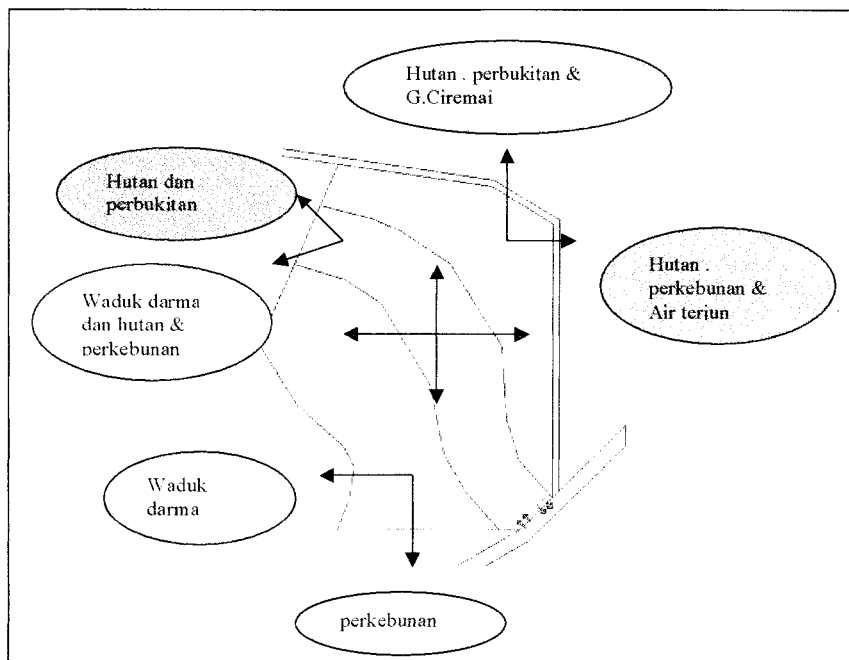 Hutan . perbukitan &
G.Ciremai
Hutan dan
perbukitan
Hutan .
perkebunan &
Air terjun
Waduk darma
dan hutan &
perkebunan
Waduk
darma
perkebunan